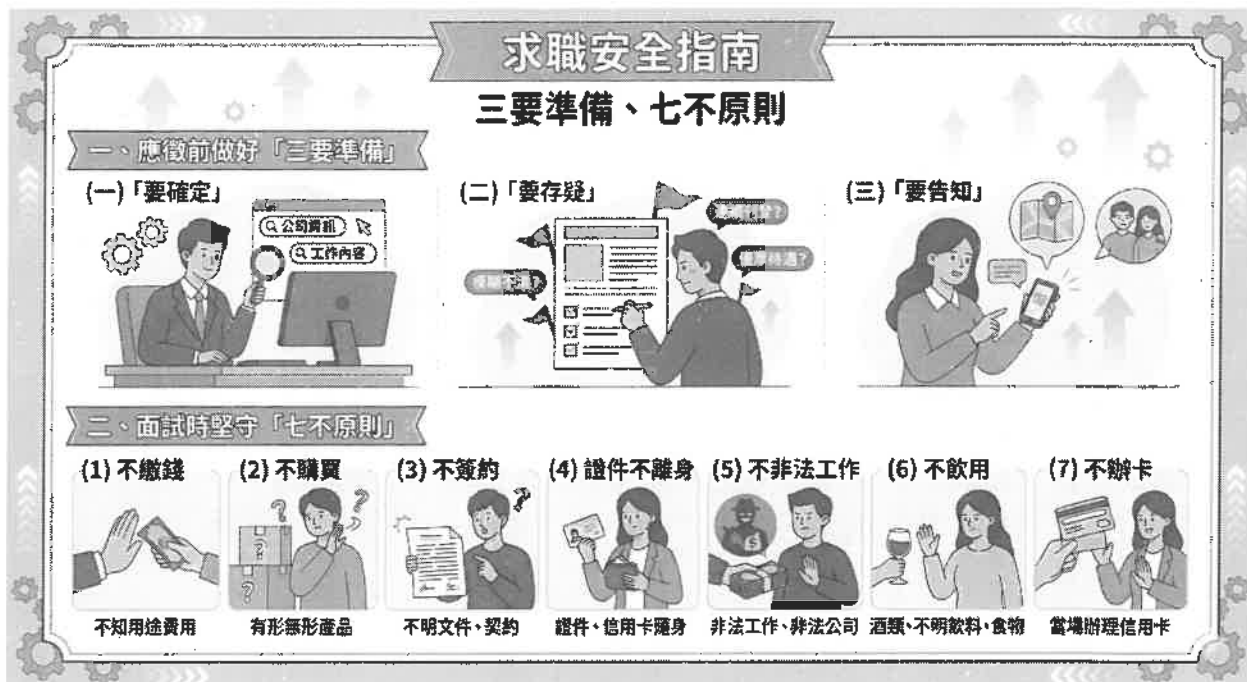 求職安全指南
三要準備、七不原則
一、應徵前做好「三要準備」
(一)「要確定」
公司資訊
工作內容
(二)「要存疑」
(三)「要告知」
二、面試時堅守「七不原則」
(1) 不繳錢
不知用途費用
(2) 不購買
有形無形產品
(3) 不簽約
不明文件、契約
(4) 證件不離身
證件、信用卡隨身
(5) 不非法工作
非法工作、非法公司
(6) 不飲用
酒類、不明飲料、食物
(7) 不辦卡
當場辦理信用卡